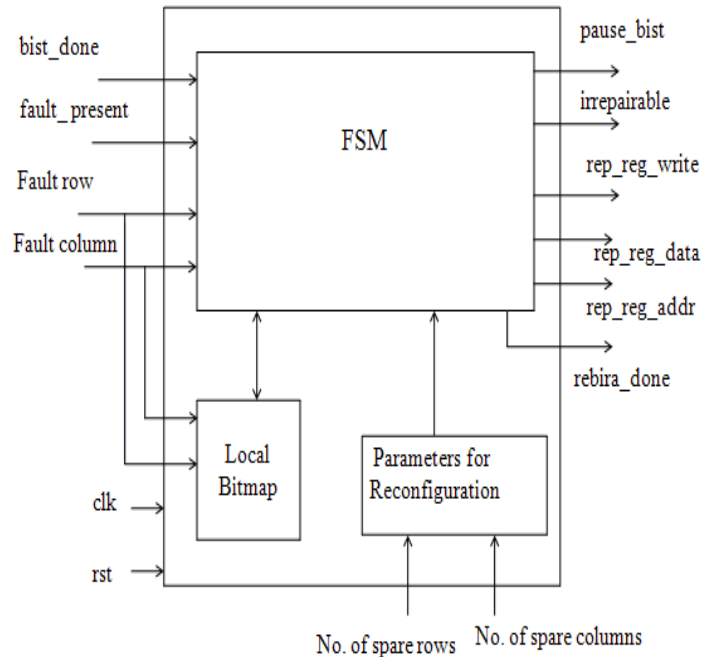 bist_done
fault_present
Fault row
Fault column
clk
rst
FSM
Local
Bitmap
Parameters for
Reconfiguration
pause_bist
irrepairable
rep_reg_write
rep_reg_data
rep_reg_addr
rebira_done
No. of spare rows
No. of spare columns